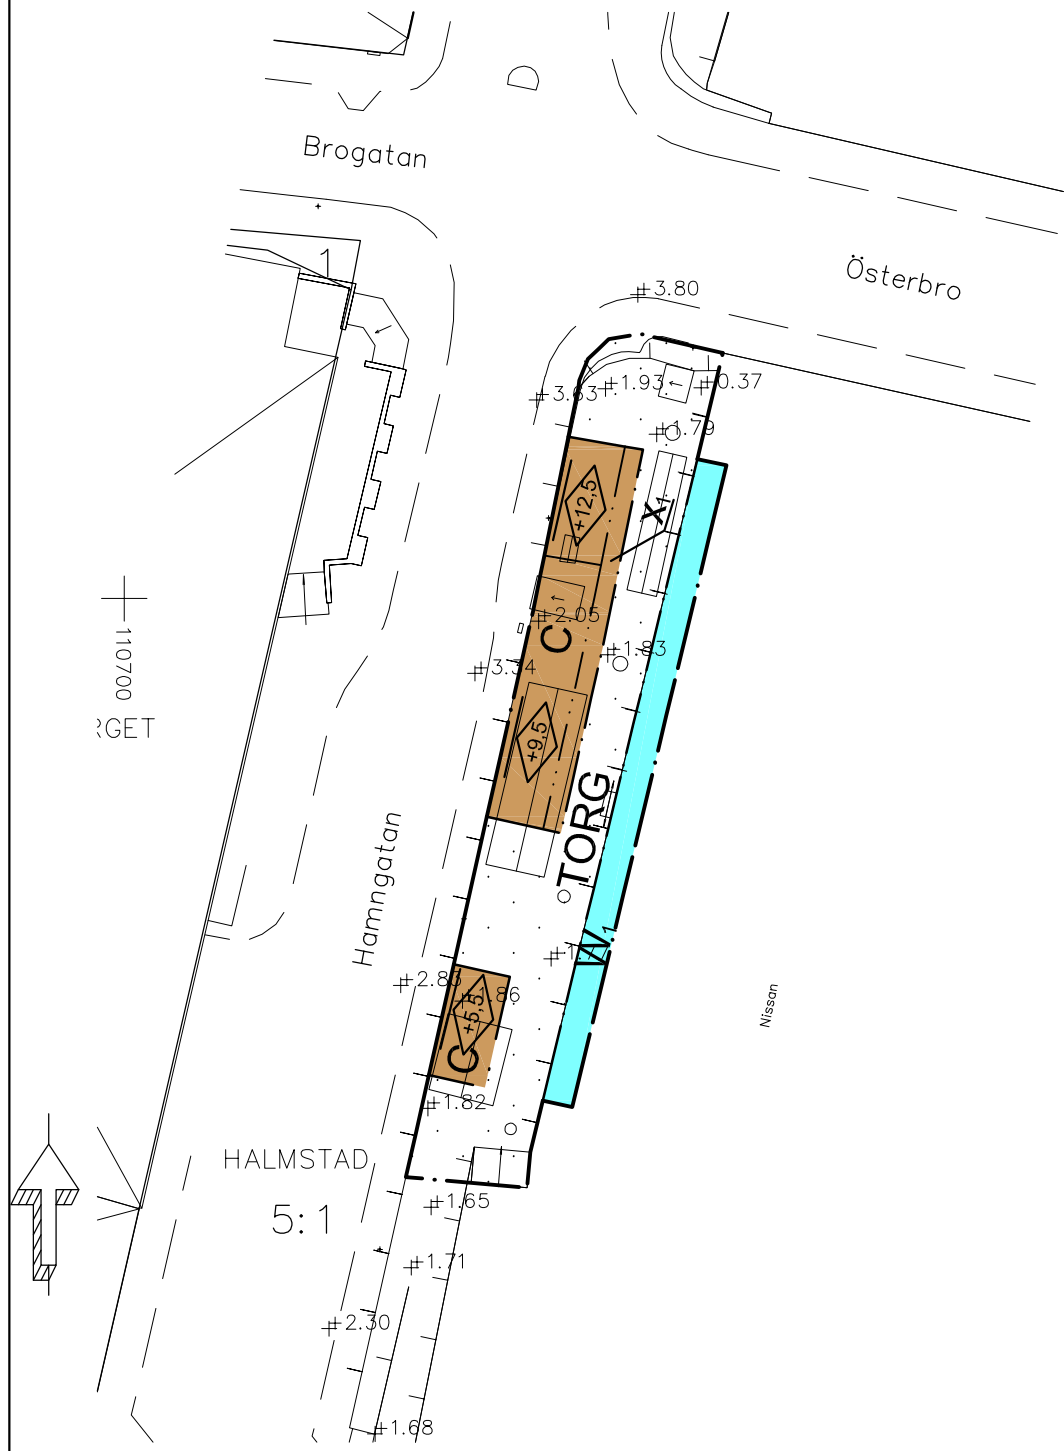 D
Brogatan
Österbro
1
+3.80
+3.63
+1.93
+0.37
+1.79
+12,5
X1
+2.05
C
+1.83
+3.34
110700
RGET
+9,5
TORG
Hamngatan
W1
+2.83
+1.86
+5,5
C
Nissan
+1.82
HALMSTAD
5:1
+1.65
+1.71
+2.30
+1.68